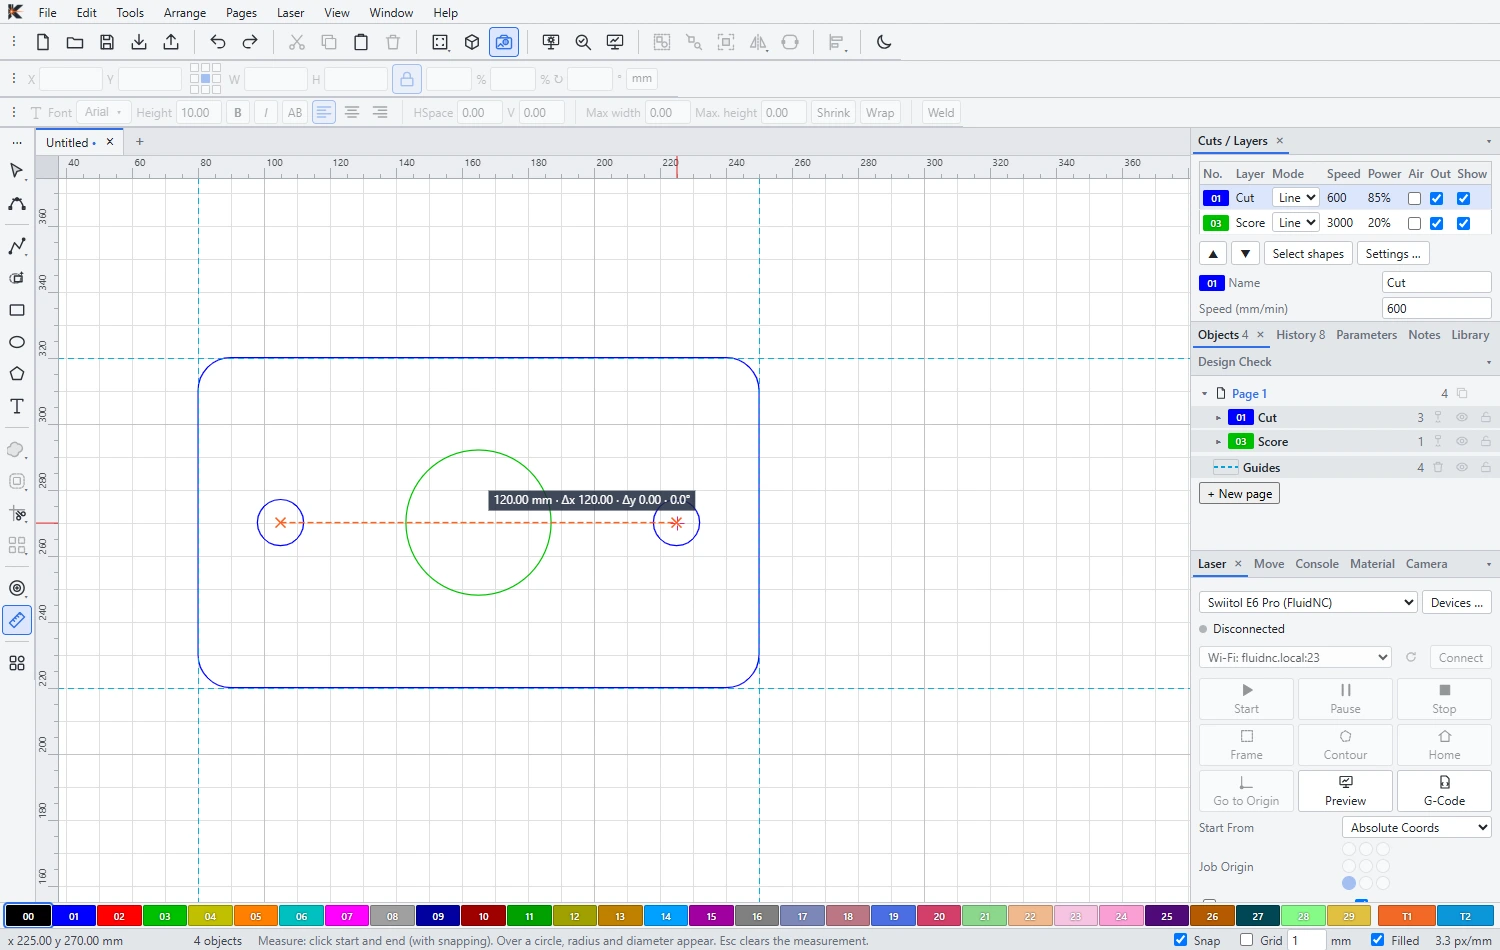 File Edit Tools Arrange Pages Laser View Window Help
X Y W H % % ° mm
Font Arial Height 10.00 B I AB HSpace 0.00 V 0.00 Max width 0.00 Max. height 0.00 Shrink Wrap Weld
Untitled • × +
40 60 80 100 120 140 160 180 200 220 240 260 280 300 320 340 360
360
340
320
300
280
260
240
220
200
180
160
120.00 mm · Δx 120.00 · Δy 0.00 · 0.0°
Cuts / Layers ×
No. Layer Mode Speed Power Air Out Show
01 Cut Line 600 85%
03 Score Line 3000 20%
▲ ▼ Select shapes Settings ...
01 Name Cut
Speed (mm/min) 600
Objects 4 × History 8 Parameters Notes Library
Design Check
Page 1 4
01 Cut 3
03 Score 1
Guides 4
+ New page
Laser × Move Console Material Camera
Swiitol E6 Pro (FluidNC) Devices ...
Disconnected
Wi-Fi: fluidnc.local:23 Connect
Start Pause Stop
Frame Contour Home
Go to Origin Preview G-Code
Start From Absolute Coords
Job Origin
00 01 02 03 04 05 06 07 08 09 10 11 12 13 14 15 16 17 18 19 20 21 22 23 24 25 26 27 28 29 T1 T2
x 225.00 y 270.00 mm 4 objects Measure: click start and end (with snapping). Over a circle, radius and diameter appear. Esc clears the measurement. Snap Grid 1 mm Filled 3.3 px/mm